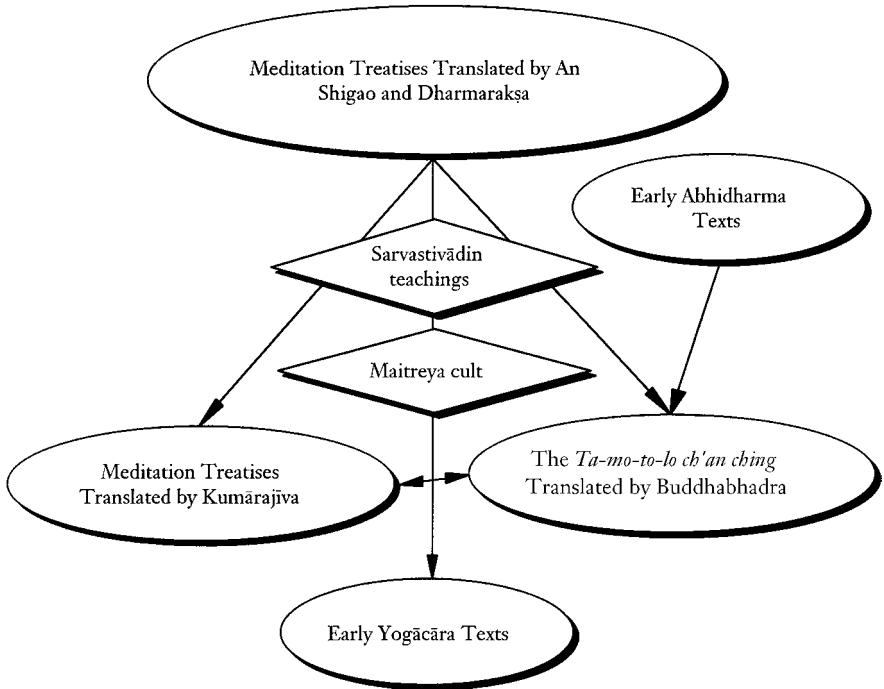 Meditation Treatises Translated by An
Shigao and Dharmarakṣa
Early Abhidharma
Texts
Sarvastivādin
teachings
Maitreya cult
Meditation Treatises
Translated by Kumārajīva
The Ta-mo-to-lo ch'an ching
Translated by Buddhabhadra
Early Yogācāra Texts